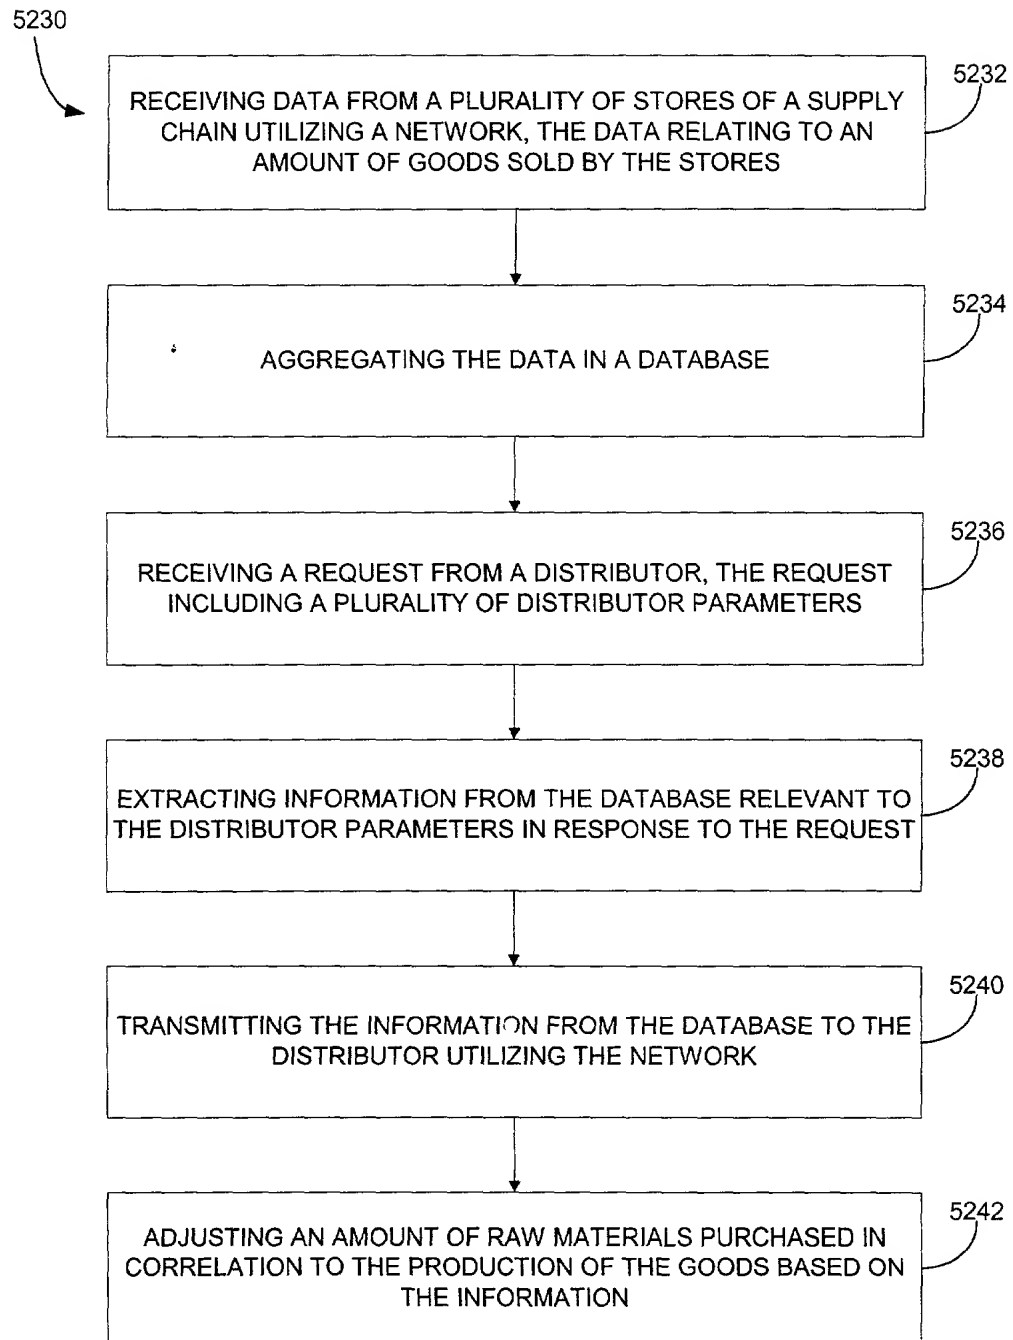 5230
5232
RECEIVING DATA FROM A PLURALITY OF STORES OF A SUPPLY
CHAIN UTILIZING A NETWORK, THE DATA RELATING TO AN
AMOUNT OF GOODS SOLD BY THE STORES
5234
AGGREGATING THE DATA IN A DATABASE
5236
RECEIVING A REQUEST FROM A DISTRIBUTOR, THE REQUEST
INCLUDING A PLURALITY OF DISTRIBUTOR PARAMETERS
5238
EXTRACTING INFORMATION FROM THE DATABASE RELEVANT TO
THE DISTRIBUTOR PARAMETERS IN RESPONSE TO THE REQUEST
5240
TRANSMITTING THE INFORMATION FROM THE DATABASE TO THE
DISTRIBUTOR UTILIZING THE NETWORK
5242
ADJUSTING AN AMOUNT OF RAW MATERIALS PURCHASED IN
CORRELATION TO THE PRODUCTION OF THE GOODS BASED ON
THE INFORMATION